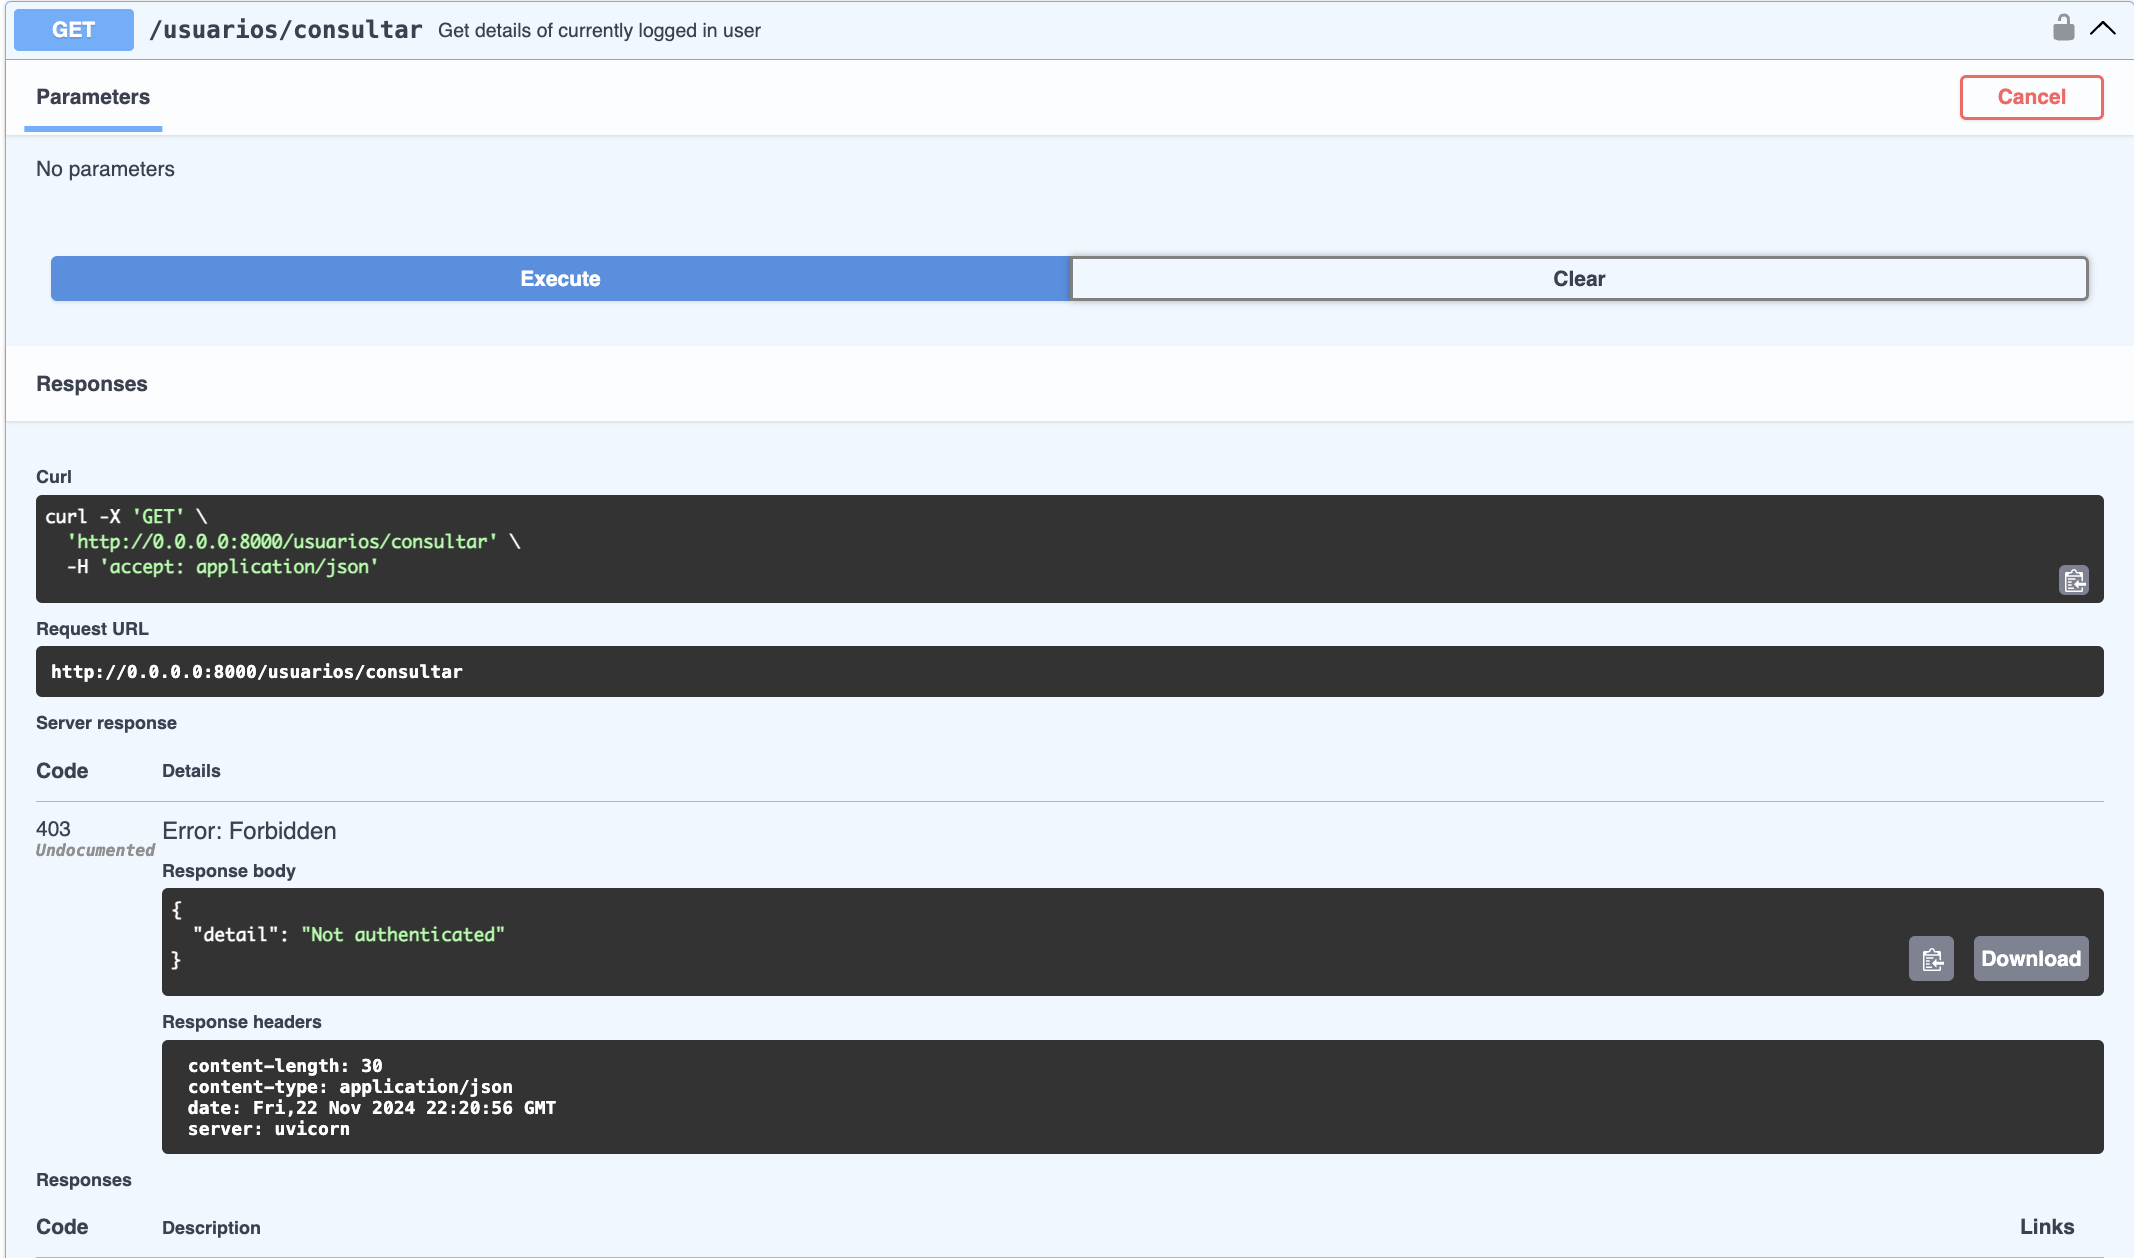 GET /usuarios/consultar Get details of currently logged in user
Parameters
Cancel
No parameters
Execute
Clear
Responses
Curl
curl -X 'GET' \
  'http://0.0.0.0:8000/usuarios/consultar' \
  -H 'accept: application/json'
Request URL
http://0.0.0.0:8000/usuarios/consultar
Server response
Code Details
403 Error: Forbidden
Undocumented
Response body
{
  "detail": "Not authenticated"
}
Download
Response headers
content-length: 30
content-type: application/json
date: Fri,22 Nov 2024 22:20:56 GMT
server: uvicorn
Responses
Code Description Links